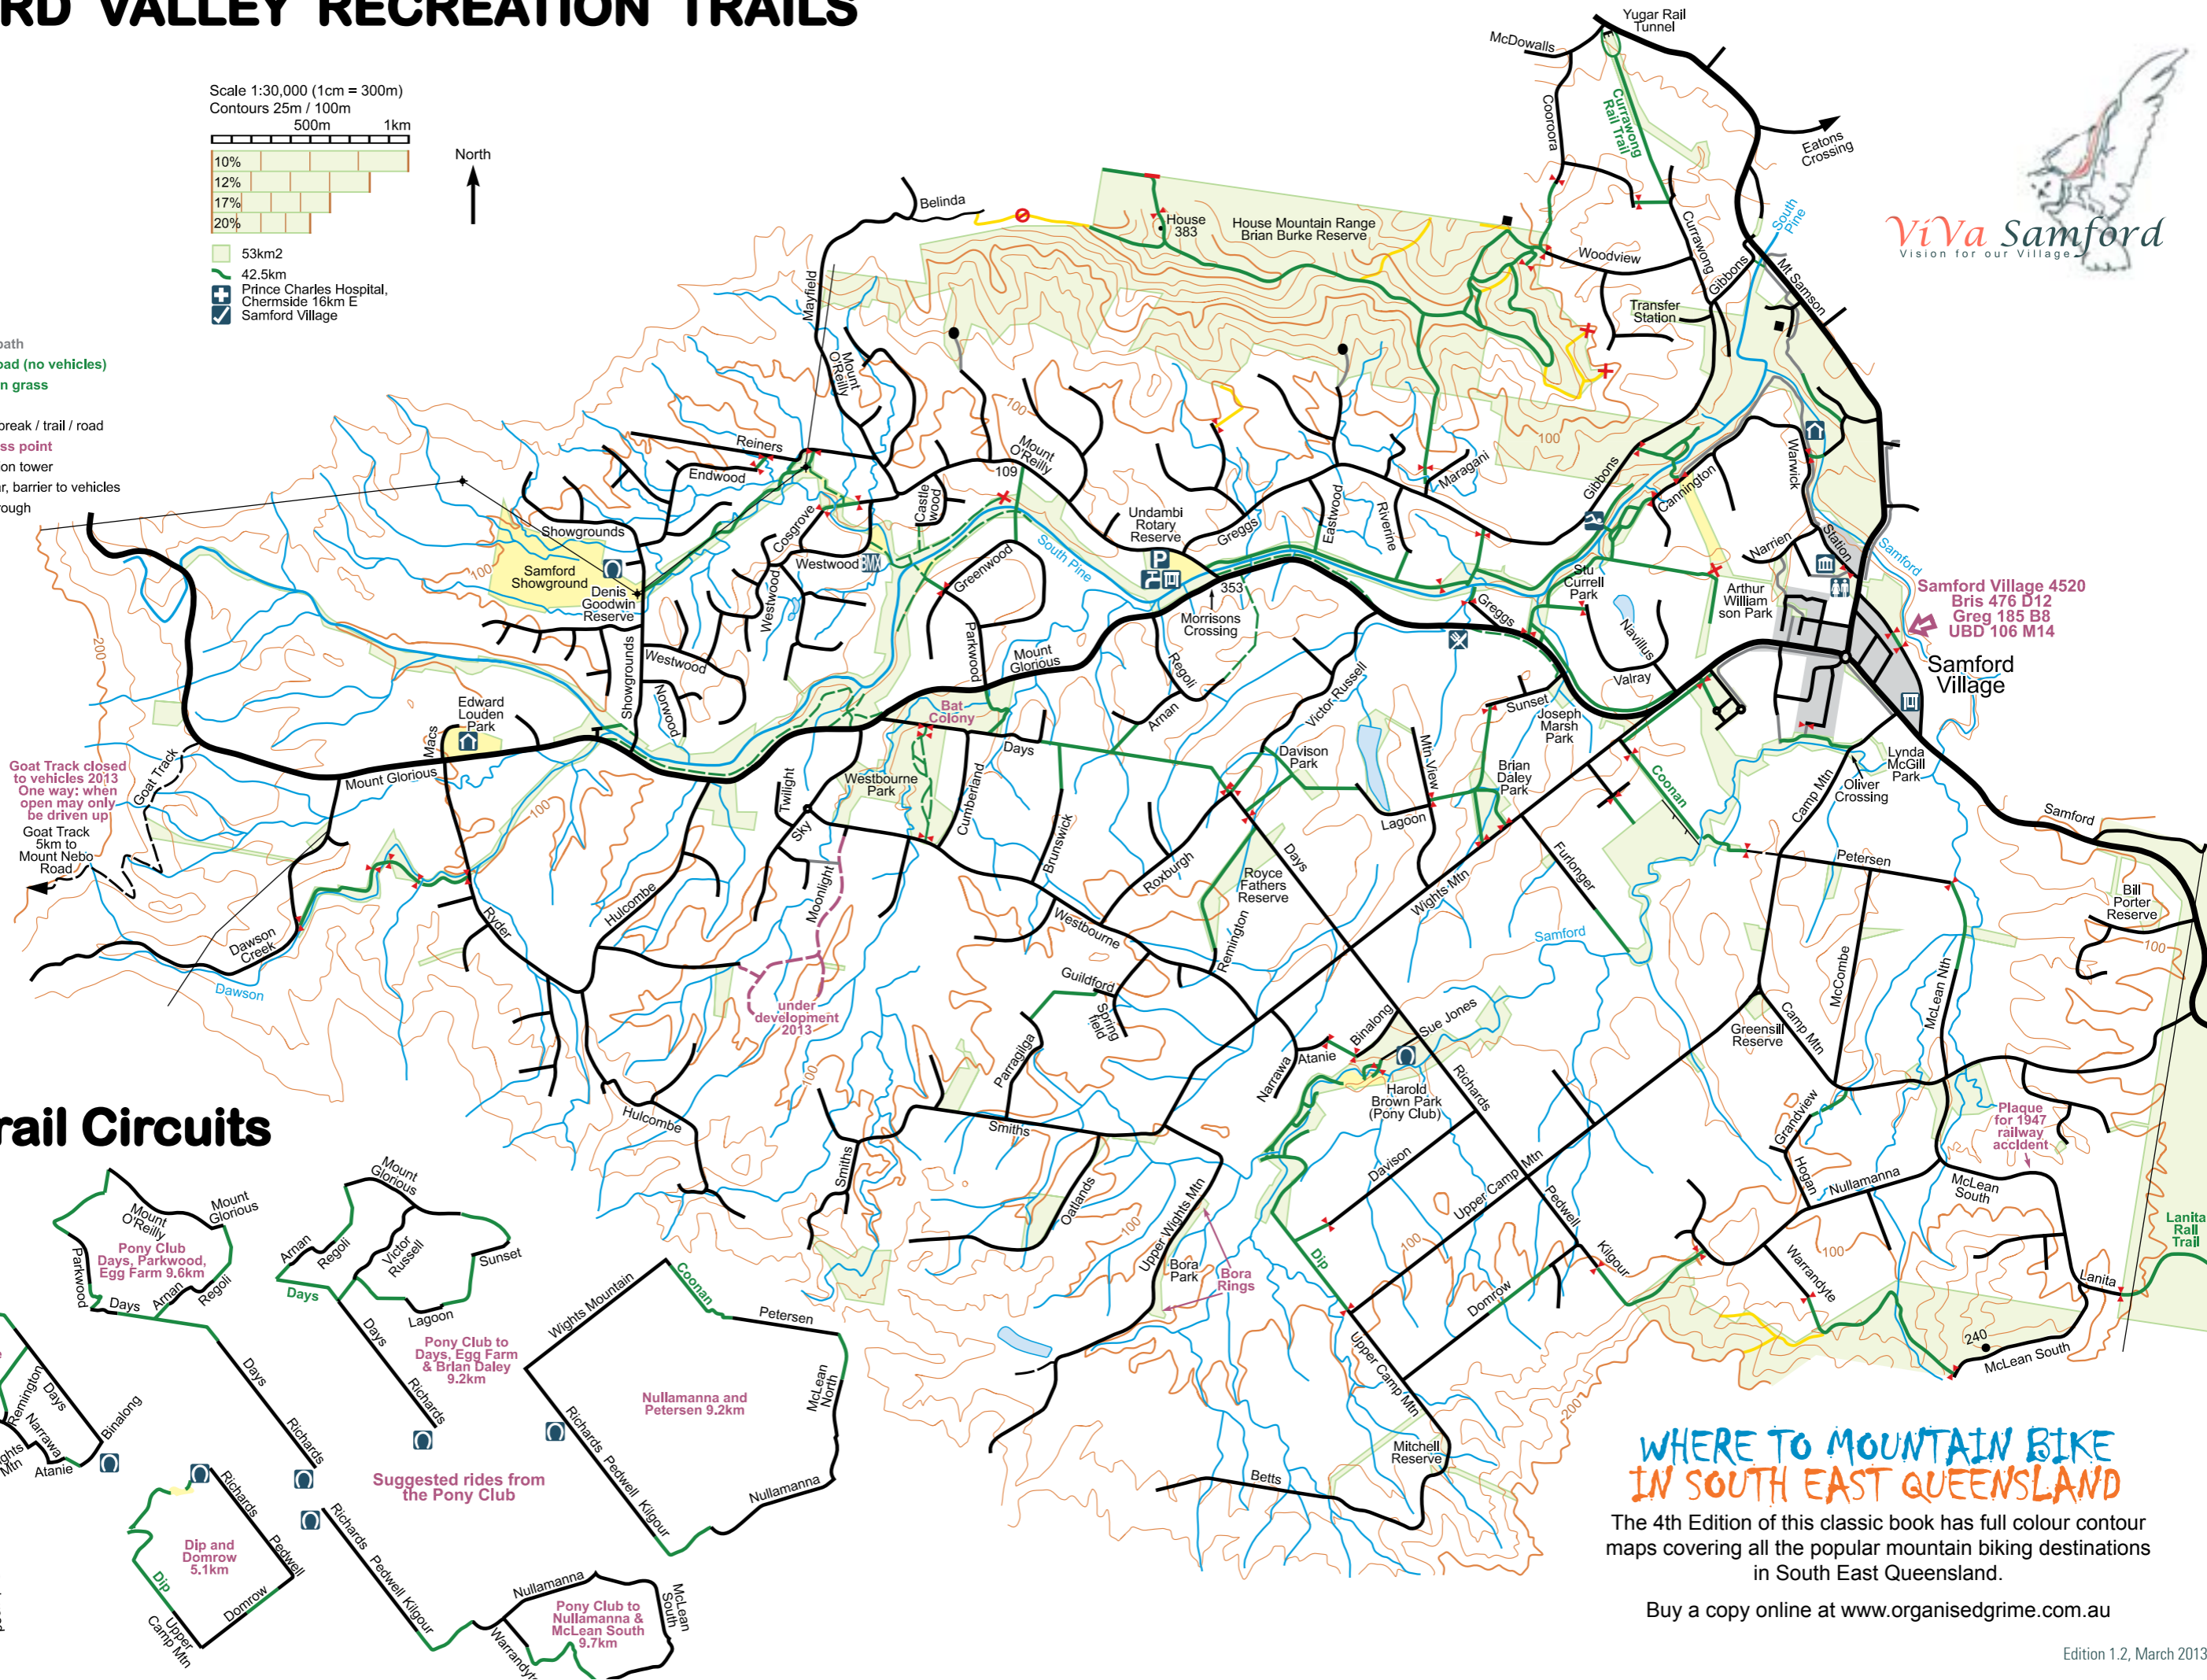 RD VALLEY RECREATION TRAILS
Scale 1:30,000 (1cm = 300m)
Contours 25m / 100m
500m 1km
10%
12%
17%
20%
North
53km2
42.5km
Prince Charles Hospital,
Chermside 16km E
Samford Village
path
oad (no vehicles)
n grass
break / trail / road
ss point
ion tower
r, barrier to vehicles
rough
Yugar Rail
Tunnel
McDowalls
Cooroora
Currawong
Rail Trail
Eatons
Crossing
ViVa Samford
Vision for our Village
South
Pine
Belinda
House
383
House Mountain Range
Brian Burke Reserve
Woodview
Currawong
Gibbons
Mt Samson
Transfer
Station
Mayfield
Mount
O'Reilly
100
100
Reiners
Endwood
109
Mount
O'Reilly
Castle
wood
Cosgrove
Maragani
Gibbons
Cannington
Warwick
Station
Narrien
Samford
Showgrounds
Samford
Showground
Denis
Goodwin
Reserve
100
Westwood
BMX
Westwood
Greenwood
South Pine
Undambi
Rotary
Reserve
P
Greggs
Eastwood
Riverine
353
Morrisons
Crossing
Stu
Currell
Park
Greggs
Navillus
Valray
Arthur
William
son Park
Samford Village 4520
Bris 476 D12
Greg 185 B8
UBD 106 M14
Samford
Village
200
Showgrounds
Westwood
Norwood
Parkwood
Mount
Glorious
Regoli
Arnan
Victor Russell
Sunset
Joseph
Marsh
Park
Edward
Louden
Park
Macs
Mount Glorious
Bat
Colony
Days
Davison
Park
Mtn View
Brian
Daley
Park
Lagoon
Coonan
Lynda
McGill
Park
Oliver
Crossing
Camp Mtn
Samford
Goat Track closed
to vehicles 2013
One way: when
open may only
be driven up
Goat Track
Goat Track
5km to
Mount Nebo
Road
100
Twilight
Sky
Westbourne
Park
Cumberland
Brunswick
Roxburgh
Days
Royce
Fathers
Reserve
Remington
Wights Mtn
Furlonger
Petersen
Bill
Porter
Reserve
100
Dawson
Creek
Dawson
Ryder
Hulcombe
Moonlight
Westbourne
Guildford
Spring
field
Samford
McCombe
McLean Nth
under
development
2013
100
Parragilga
Narrawa
Atanie
Binalong
Sue Jones
Greensill
Reserve
Camp Mtn
Harold
Brown Park
(Pony Club)
Richards
Grandview
Hogan
Plaque
for 1947
railway
accident
Hulcombe
Smiths
Smiths
Oatlands
100
Upper Wights Mtn
Bora
Park
Bora
Rings
Davison
Upper Camp Mtn
Pedwell
Kilgour
Nullamanna
McLean
South
Lanita
Rail
Trail
Lanita
Dip
100
Domrow
Warrandyte
100
Upper Camp Mtn
240
McLean South
200
Mitchell
Reserve
Betts
rail Circuits
Mount
O'Reilly
Mount
Glorious
Pony Club
Days, Parkwood,
Egg Farm 9.6km
Parkwood
Days
Arnan
Regoli
Days
Richards
Mount
Glorious
Arnan
Regoli
Victor
Russell
Sunset
Days
Lagoon
Days
Pony Club to
Days, Egg Farm
& Brian Daley
9.2km
Richards
Coonan
Wights Mountain
Petersen
Nullamanna and
Petersen 9.2km
McLean
North
Richards
Pedwell
Kilgour
Nullamanna
Remington
Days
Narrawa
ghts
Mtn
Atanie
Binalong
Suggested rides from
the Pony Club
Richards
Dip and
Domrow
5.1km
Pedwell
Dip
Domrow
Upper
Camp Mtn
Richards
Pedwell
Kilgour
Nullamanna
Pony Club to
Nullamanna &
McLean South
9.7km
McLean
South
Warrandyte
WHERE TO MOUNTAIN BIKE
IN SOUTH EAST QUEENSLAND
The 4th Edition of this classic book has full colour contour
maps covering all the popular mountain biking destinations
in South East Queensland.
Buy a copy online at www.organisedgrime.com.au
Edition 1.2, March 2013